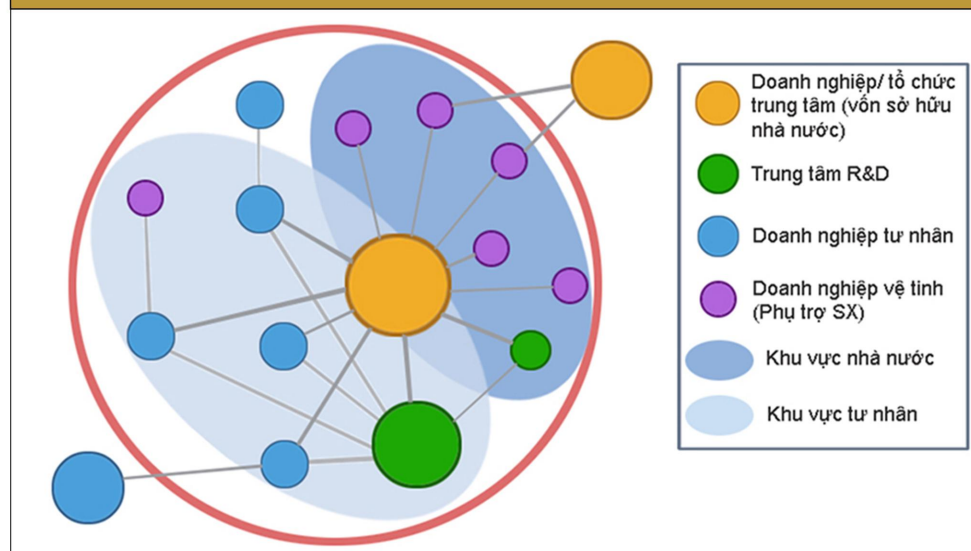 Doanh nghiệp/ tổ chức
trung tâm (vốn sở hữu
nhà nước)
Trung tâm R&D
Doanh nghiệp tư nhân
Doanh nghiệp vệ tinh
(Phụ trợ SX)
Khu vực nhà nước
Khu vực tư nhân